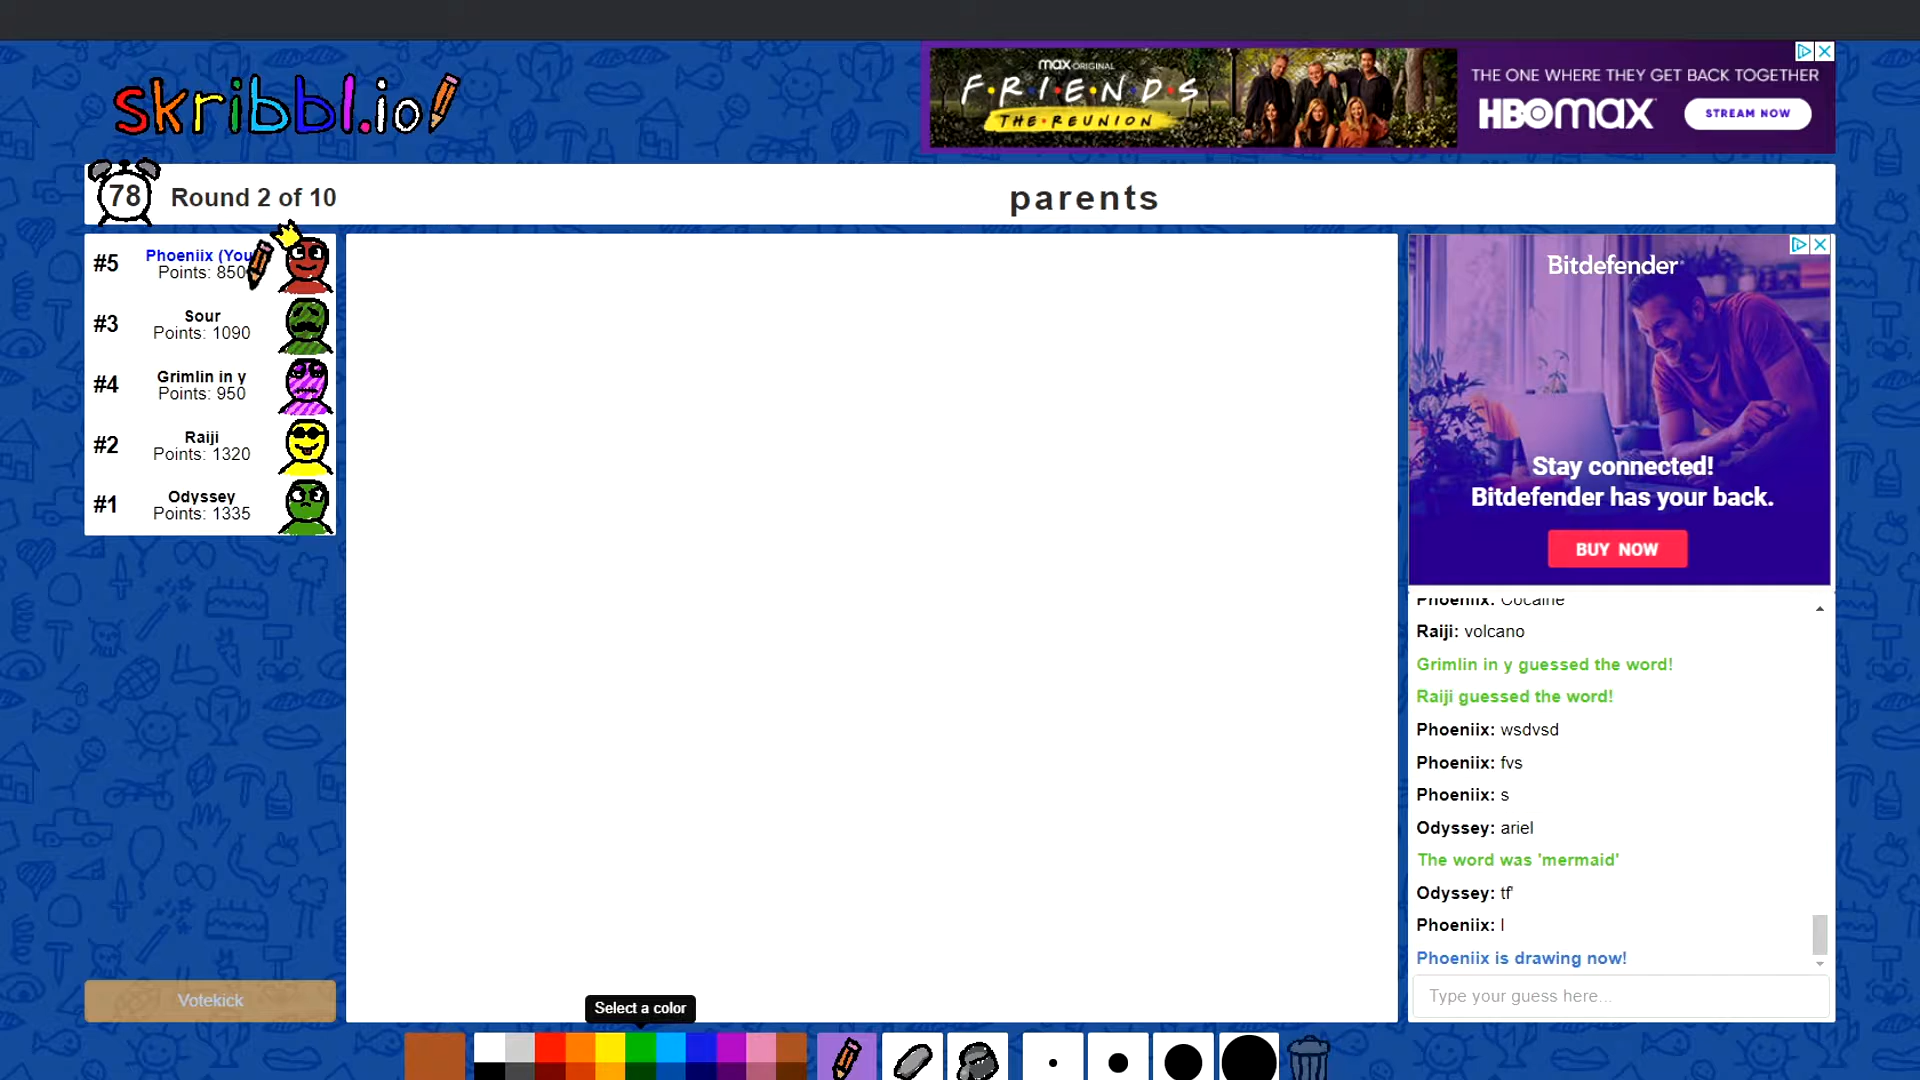 skribbl.io
max ORIGINAL
F·R·I·E·N·D·S
THE·REUNION
THE ONE WHERE THEY GET BACK TOGETHER
HBOMAX
STREAM NOW
78
Round 2 of 10
parents
#5
Phoeniix (You
Points: 850
#3
Sour
Points: 1090
#4
Grimlin in y
Points: 950
#2
Raiji
Points: 1320
#1
Odyssey
Points: 1335
Votekick
Bitdefender
Stay connected!
Bitdefender has your back.
BUY NOW
Phoeniix: Cocaine
Raiji: volcano
Grimlin in y guessed the word!
Raiji guessed the word!
Phoeniix: wsdvsd
Phoeniix: fvs
Phoeniix: s
Odyssey: ariel
The word was 'mermaid'
Odyssey: tf'
Phoeniix: l
Phoeniix is drawing now!
Type your guess here...
Select a color